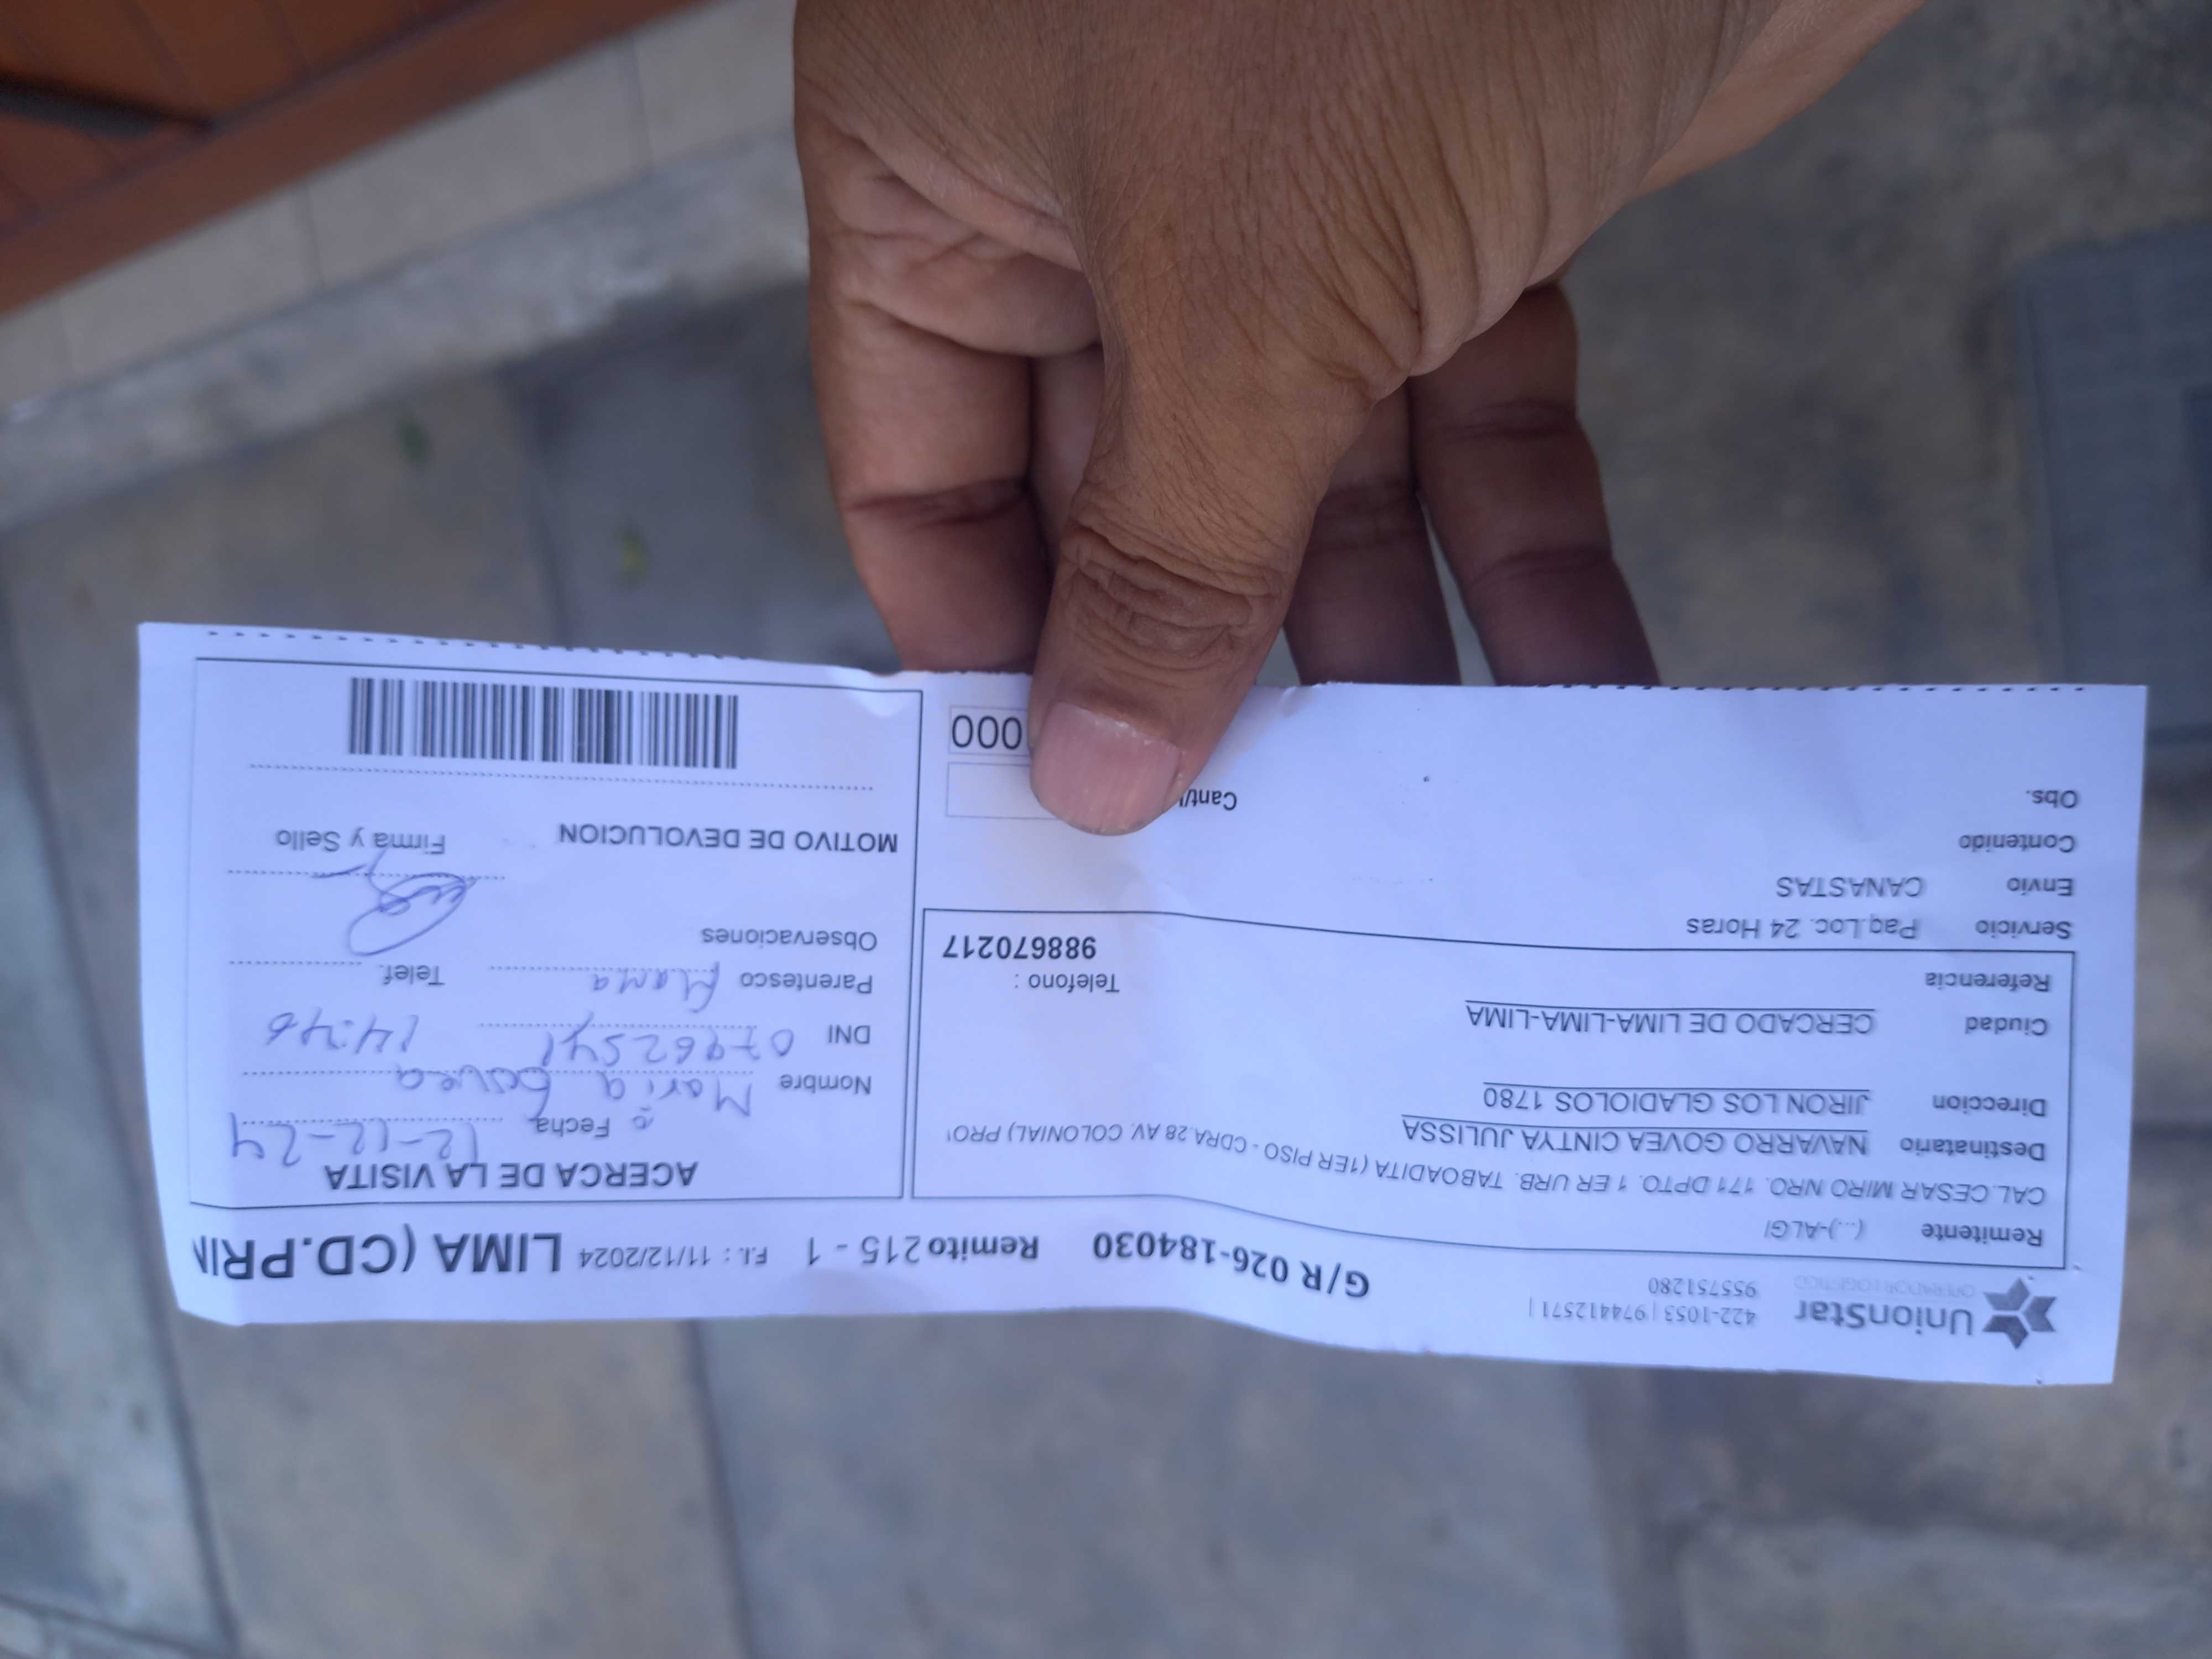 UnionStar
OPERADOR LOGISTICO
422-1053 | 974412571 |
955751280
G/R 026-184030 Remito 215 - 1 F.I. : 11/12/2024 LIMA (CD.PRIN
Remitente (...)-ALGI
CAL. CESAR MIRO NRO. 171 DPTO. 1 ER URB. TABOADITA (1ER PISO - CDRA.28 AV. COLONIAL) PRO
Destinatario NAVARRO GOVEA CINTYA JULISSA
Direccion JIRON LOS GLADIOLOS 1780
Ciudad CERCADO DE LIMA-LIMA-LIMA
Referencia
Telefono :
988670217
Servicio Paq.Loc. 24 Horas
Envio CANASTAS
Contenido
Obs.
Cant/
000
ACERCA DE LA VISITA
Fecha 12-12-24
Nombre Maria Govea
DNI
Parentesco Mama Telef.
Observaciones
Firma y Sello
MOTIVO DE DEVOLUCION